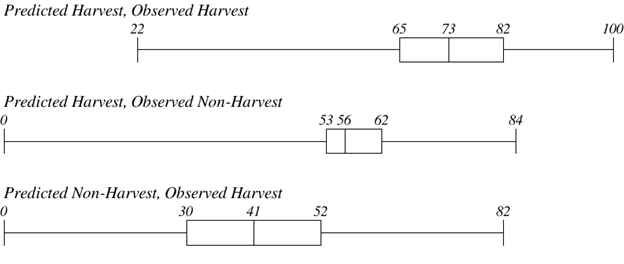 Predicted Harvest, Observed Harvest
22 65 73 82 100
Predicted Harvest, Observed Non-Harvest
0 53 56 62 84
Predicted Non-Harvest, Observed Harvest
0 30 41 52 82